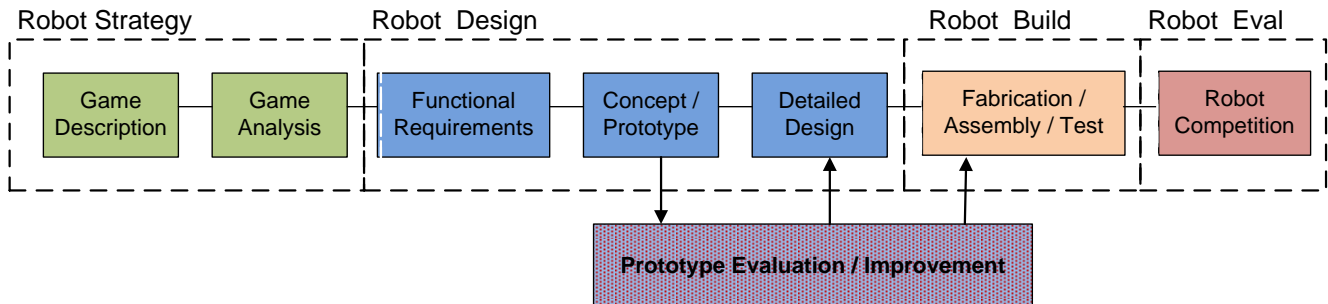 Robot Strategy
Robot Design
Robot Build
Robot Eval
Game
Description
Game
Analysis
Functional
Requirements
Concept /
Prototype
Detailed
Design
Fabrication /
Assembly / Test
Robot
Competition
Prototype Evaluation / Improvement